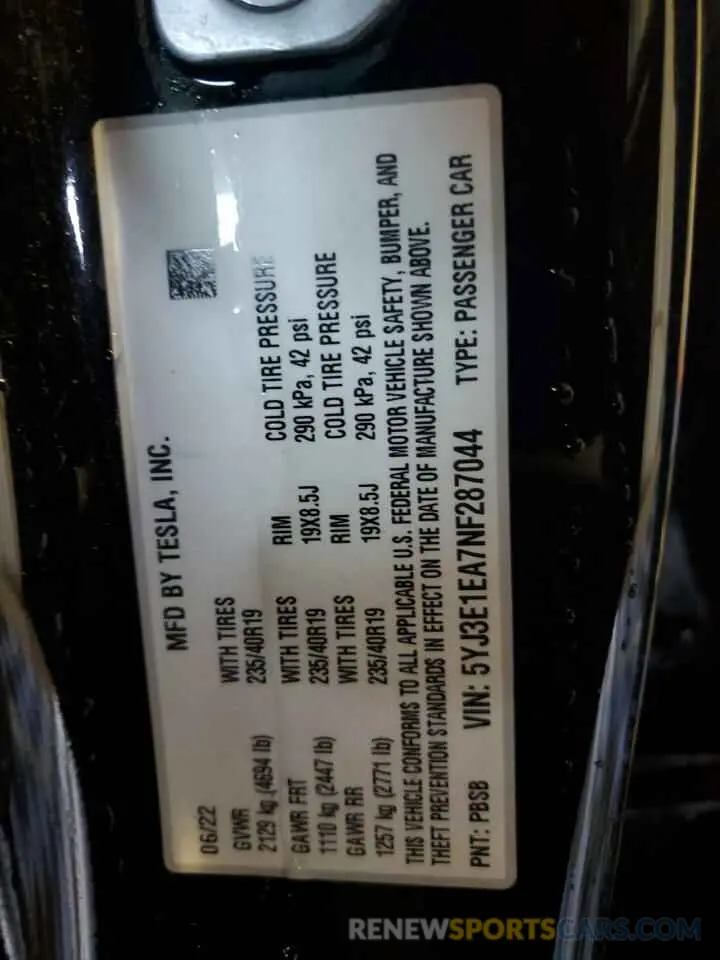 MFD BY TESLA, INC.
06/22
GVWR WITH TIRES RIM COLD TIRE PRESSURE
2129 kg (4694 lb) 235/40R19 19X8.5J 290 kPa, 42 psi
GAWR FRT WITH TIRES RIM COLD TIRE PRESSURE
1110 kg (2447 lb) 235/40R19 19X8.5J 290 kPa, 42 psi
GAWR RR WITH TIRES
1257 kg (2771 lb) 235/40R19
THIS VEHICLE CONFORMS TO ALL APPLICABLE U.S. FEDERAL MOTOR VEHICLE SAFETY, BUMPER, AND
THEFT PREVENTION STANDARDS IN EFFECT ON THE DATE OF MANUFACTURE SHOWN ABOVE.
PNT: PBSB VIN: 5YJ3E1EA7NF287044 TYPE: PASSENGER CAR
RENEWSPORTSCARS.COM